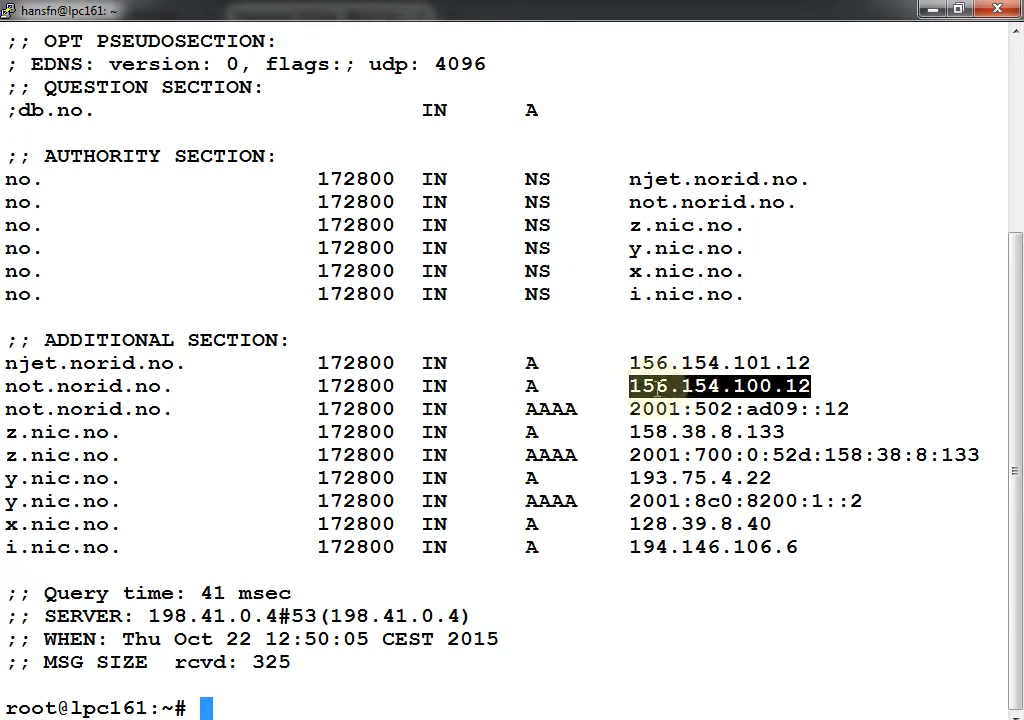 hansfn@lpc161: ~
;; OPT PSEUDOSECTION:
; EDNS: version: 0, flags:; udp: 4096
;; QUESTION SECTION:
;db.no. IN A
;; AUTHORITY SECTION:
no. 172800 IN NS njet.norid.no.
no. 172800 IN NS not.norid.no.
no. 172800 IN NS z.nic.no.
no. 172800 IN NS y.nic.no.
no. 172800 IN NS x.nic.no.
no. 172800 IN NS i.nic.no.
;; ADDITIONAL SECTION:
njet.norid.no. 172800 IN A 156.154.101.12
not.norid.no. 172800 IN A 156.154.100.12
not.norid.no. 172800 IN AAAA 2001:502:ad09::12
z.nic.no. 172800 IN A 158.38.8.133
z.nic.no. 172800 IN AAAA 2001:700:0:52d:158:38:8:133
y.nic.no. 172800 IN A 193.75.4.22
y.nic.no. 172800 IN AAAA 2001:8c0:8200:1::2
x.nic.no. 172800 IN A 128.39.8.40
i.nic.no. 172800 IN A 194.146.106.6
;; Query time: 41 msec
;; SERVER: 198.41.0.4#53(198.41.0.4)
;; WHEN: Thu Oct 22 12:50:05 CEST 2015
;; MSG SIZE rcvd: 325
root@lpc161:~#